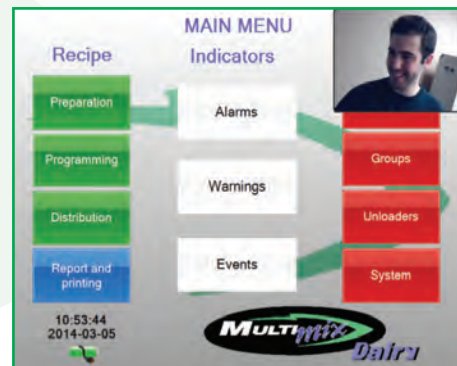 MAIN MENU
Recipe
Indicators
Preparation
Programming
Distribution
Report and
printing
Alarms
Warnings
Events
Groups
Unloaders
System
10:53:44
2014-03-05
MULTImix
Dairy